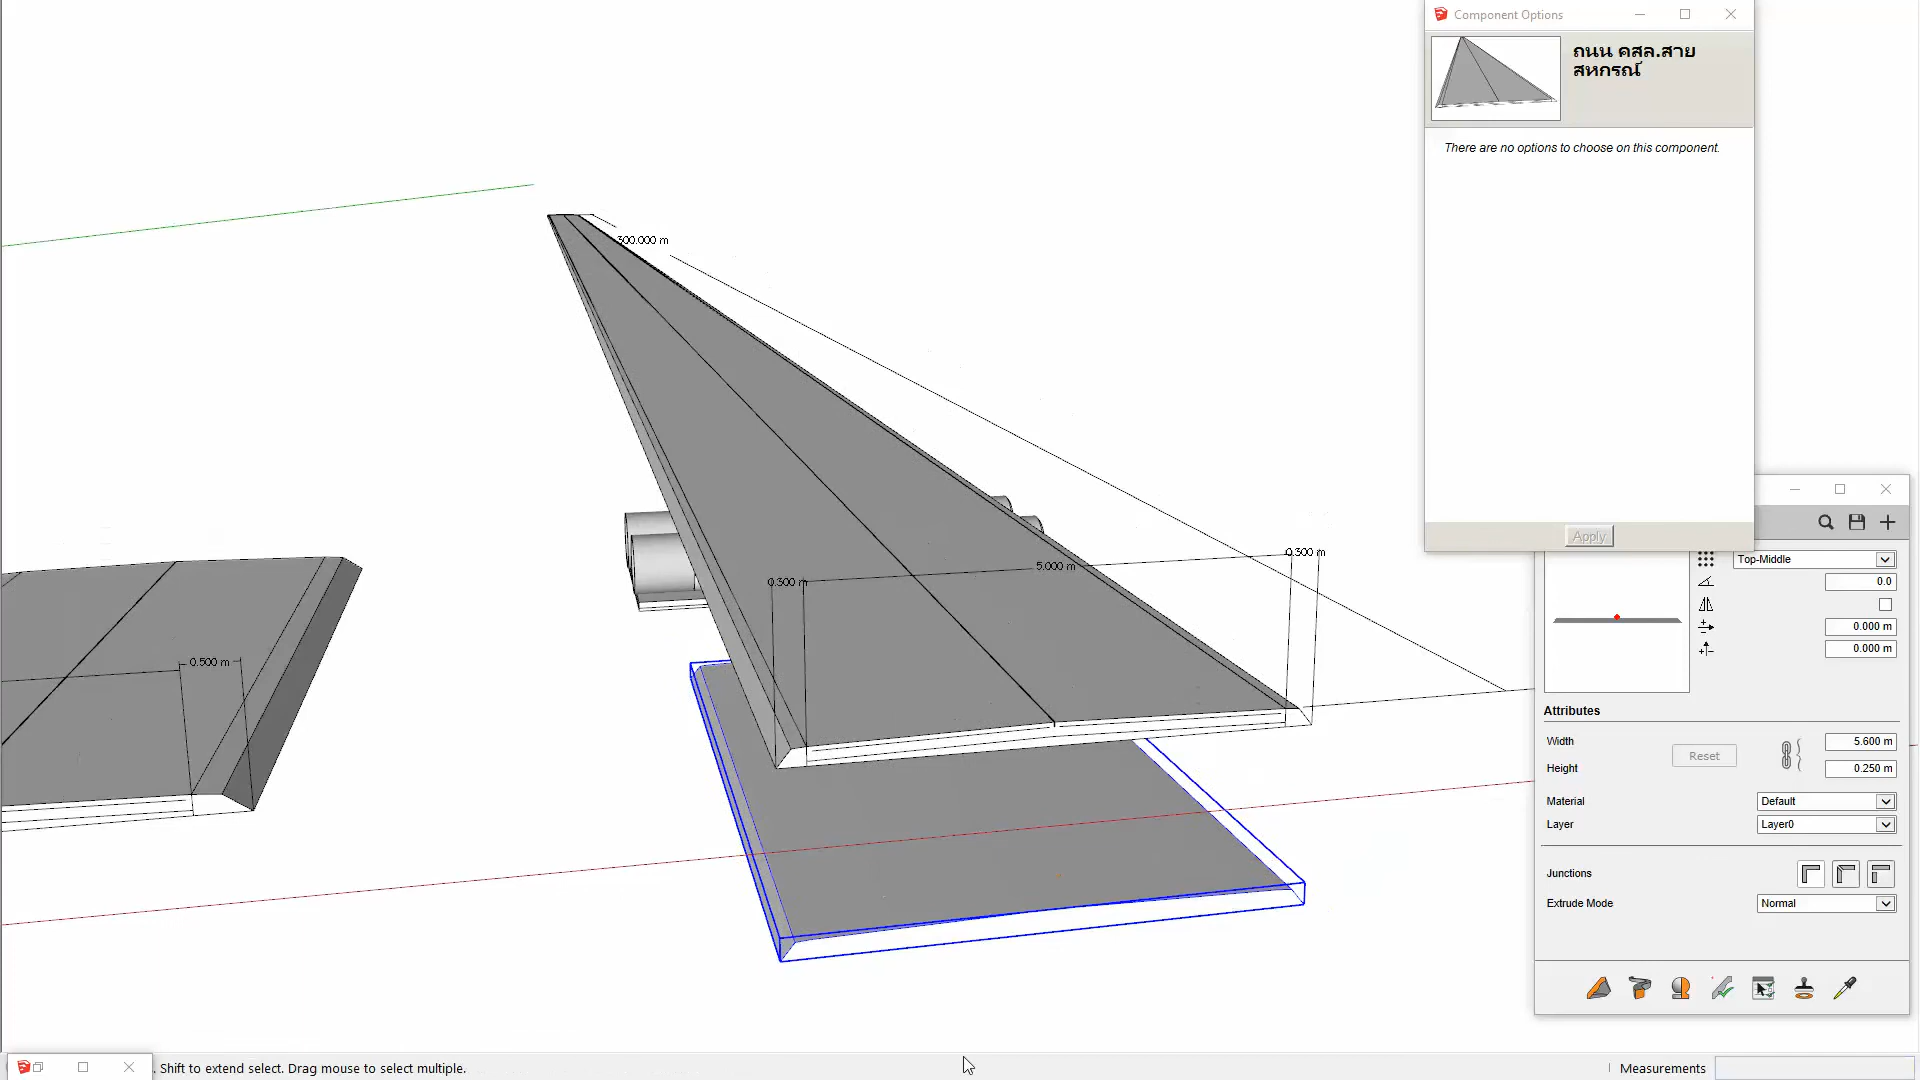 Component Options
ถนน คสล.สาย
สหกรณ์
There are no options to choose on this component.
Apply
300.000 m
0.300 m
5.000 m
0.300 m
0.500 m
Top-Middle
0.0
0.000 m
0.000 m
Attributes
Width
5.600 m
Reset
Height
0.250 m
Material
Default
Layer
Layer0
Junctions
Extrude Mode
Normal
. Shift to extend select. Drag mouse to select multiple.
Measurements